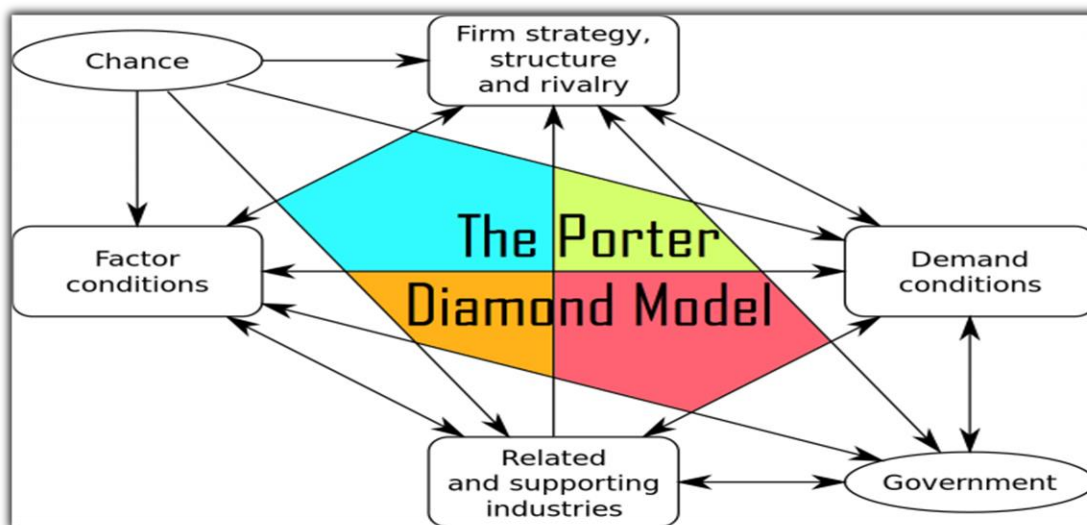 Chance
Firm strategy,
structure
and rivalry
The Porter
Diamond Model
Factor
conditions
Demand
conditions
Related
and supporting
industries
Government